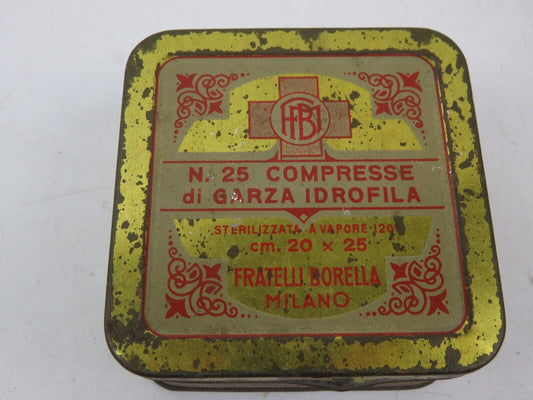 FBM
N. 25 COMPRESSE
di GARZA IDROFILA
STERILIZZATA A VAPORE 120
cm. 20 x 25
FRATELLI BORELLA
MILANO